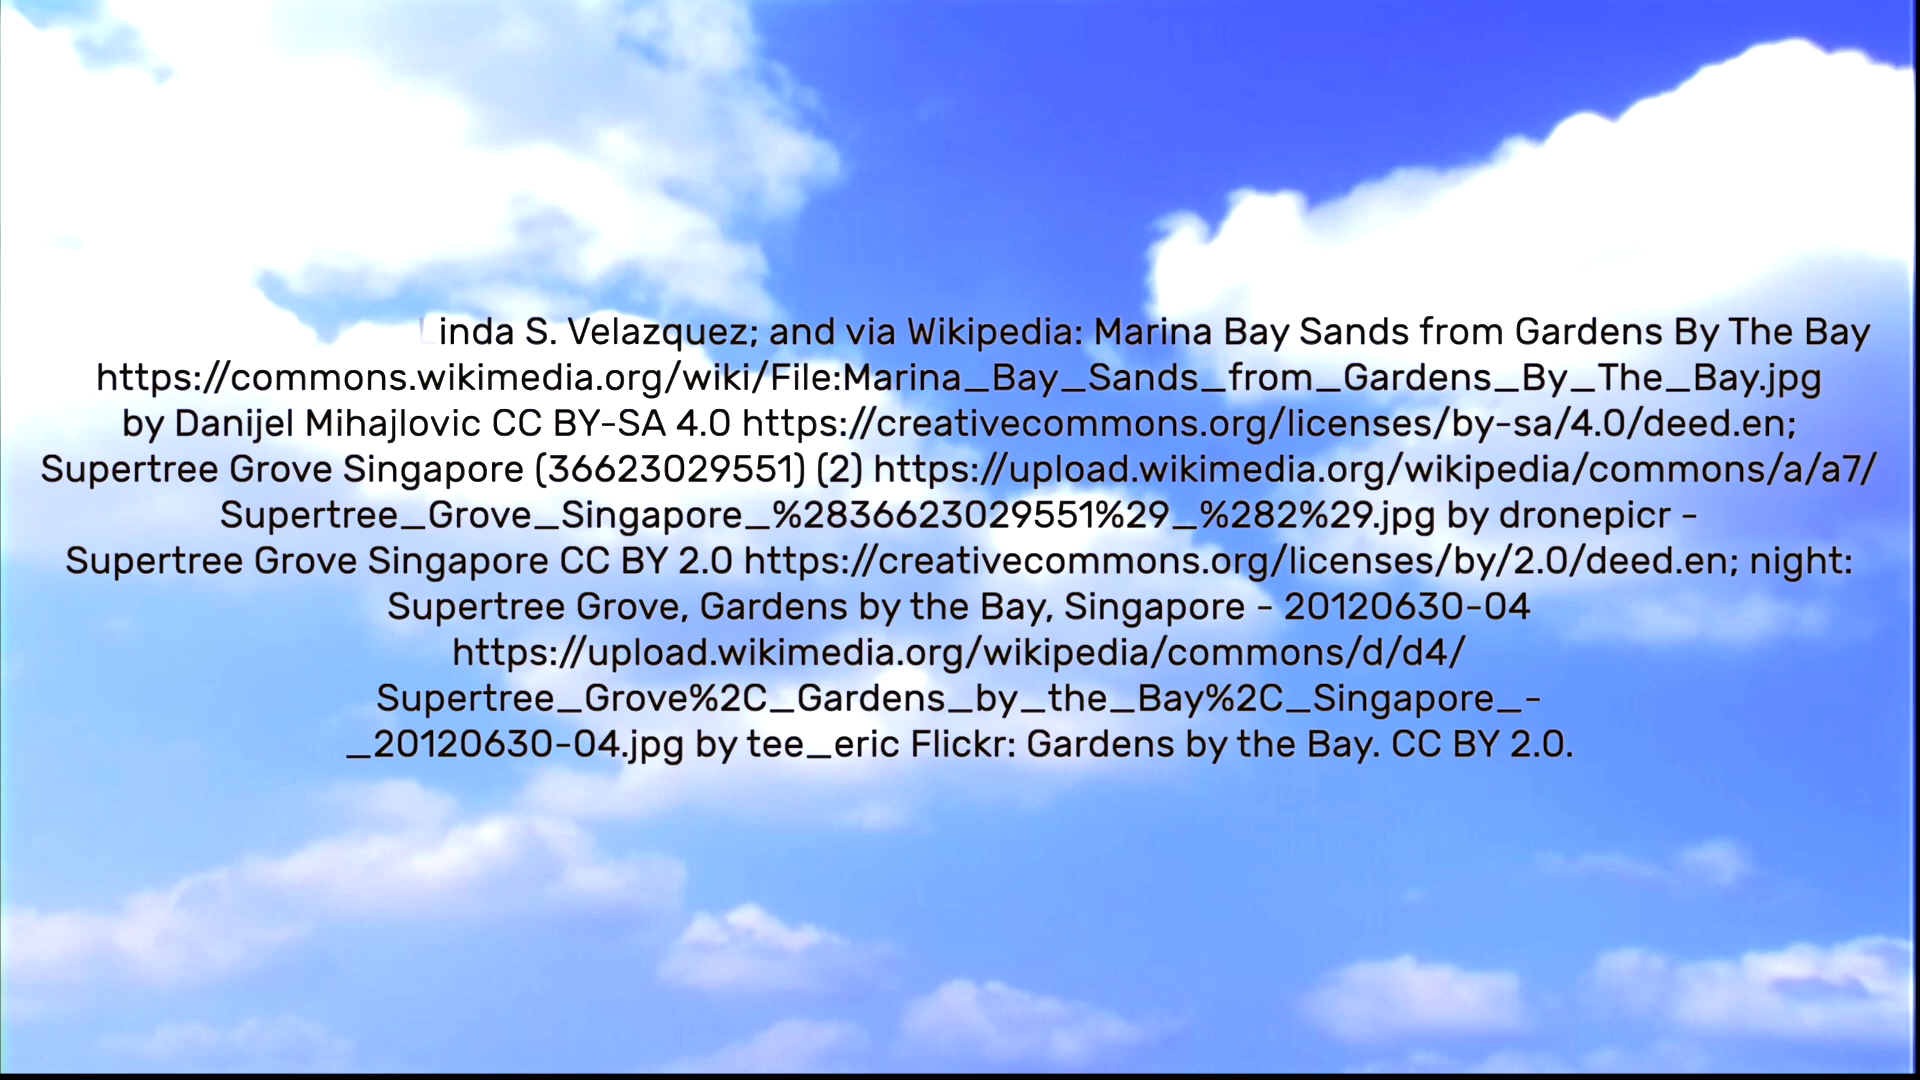 inda S. Velazquez; and via Wikipedia: Marina Bay Sands from Gardens By The Bay
https://commons.wikimedia.org/wiki/File:Marina_Bay_Sands_from_Gardens_By_The_Bay.jpg
by Danijel Mihajlovic CC BY-SA 4.0 https://creativecommons.org/licenses/by-sa/4.0/deed.en;
Supertree Grove Singapore (36623029551) (2) https://upload.wikimedia.org/wikipedia/commons/a/a7/
Supertree_Grove_Singapore_%2836623029551%29_%282%29.jpg by dronepicr -
Supertree Grove Singapore CC BY 2.0 https://creativecommons.org/licenses/by/2.0/deed.en; night:
Supertree Grove, Gardens by the Bay, Singapore - 20120630-04
https://upload.wikimedia.org/wikipedia/commons/d/d4/
Supertree_Grove%2C_Gardens_by_the_Bay%2C_Singapore_-
_20120630-04.jpg by tee_eric Flickr: Gardens by the Bay. CC BY 2.0.